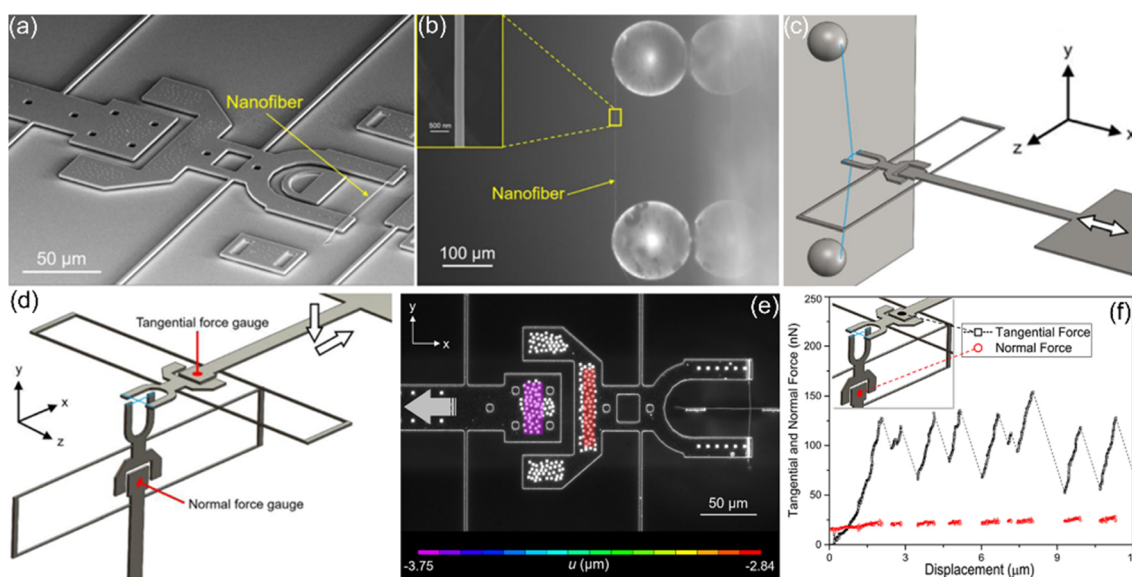 (a)
Nanofiber
50 µm
(b)
500 nm
Nanofiber
100 µm
(c)
y
x
z
(d)
Tangential force gauge
y
x
z
Normal force gauge
(e)
y
x
50 µm
-3.75
u (µm)
-2.84
(f)
250
200
150
100
50
0
Tangential and Normal Force (nN)
Tangential Force
Normal Force
0
3
6
9
Displacement (µm)